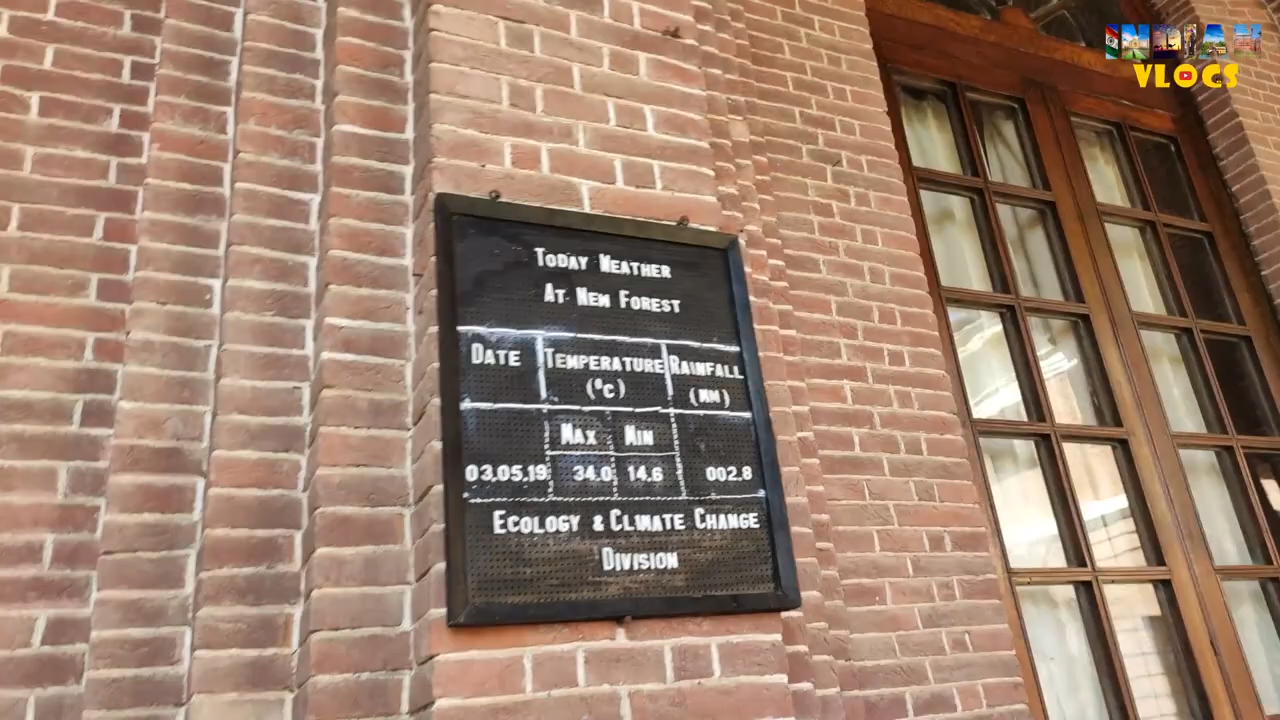 INDIAN
VLOGS
TODAY WEATHER
AT NEW FOREST
DATE TEMPERATURE RAINFALL
(°C) (MM)
MAX MIN
03.05.19 34.0 14.6 002.8
ECOLOGY & CLIMATE CHANGE
DIVISION